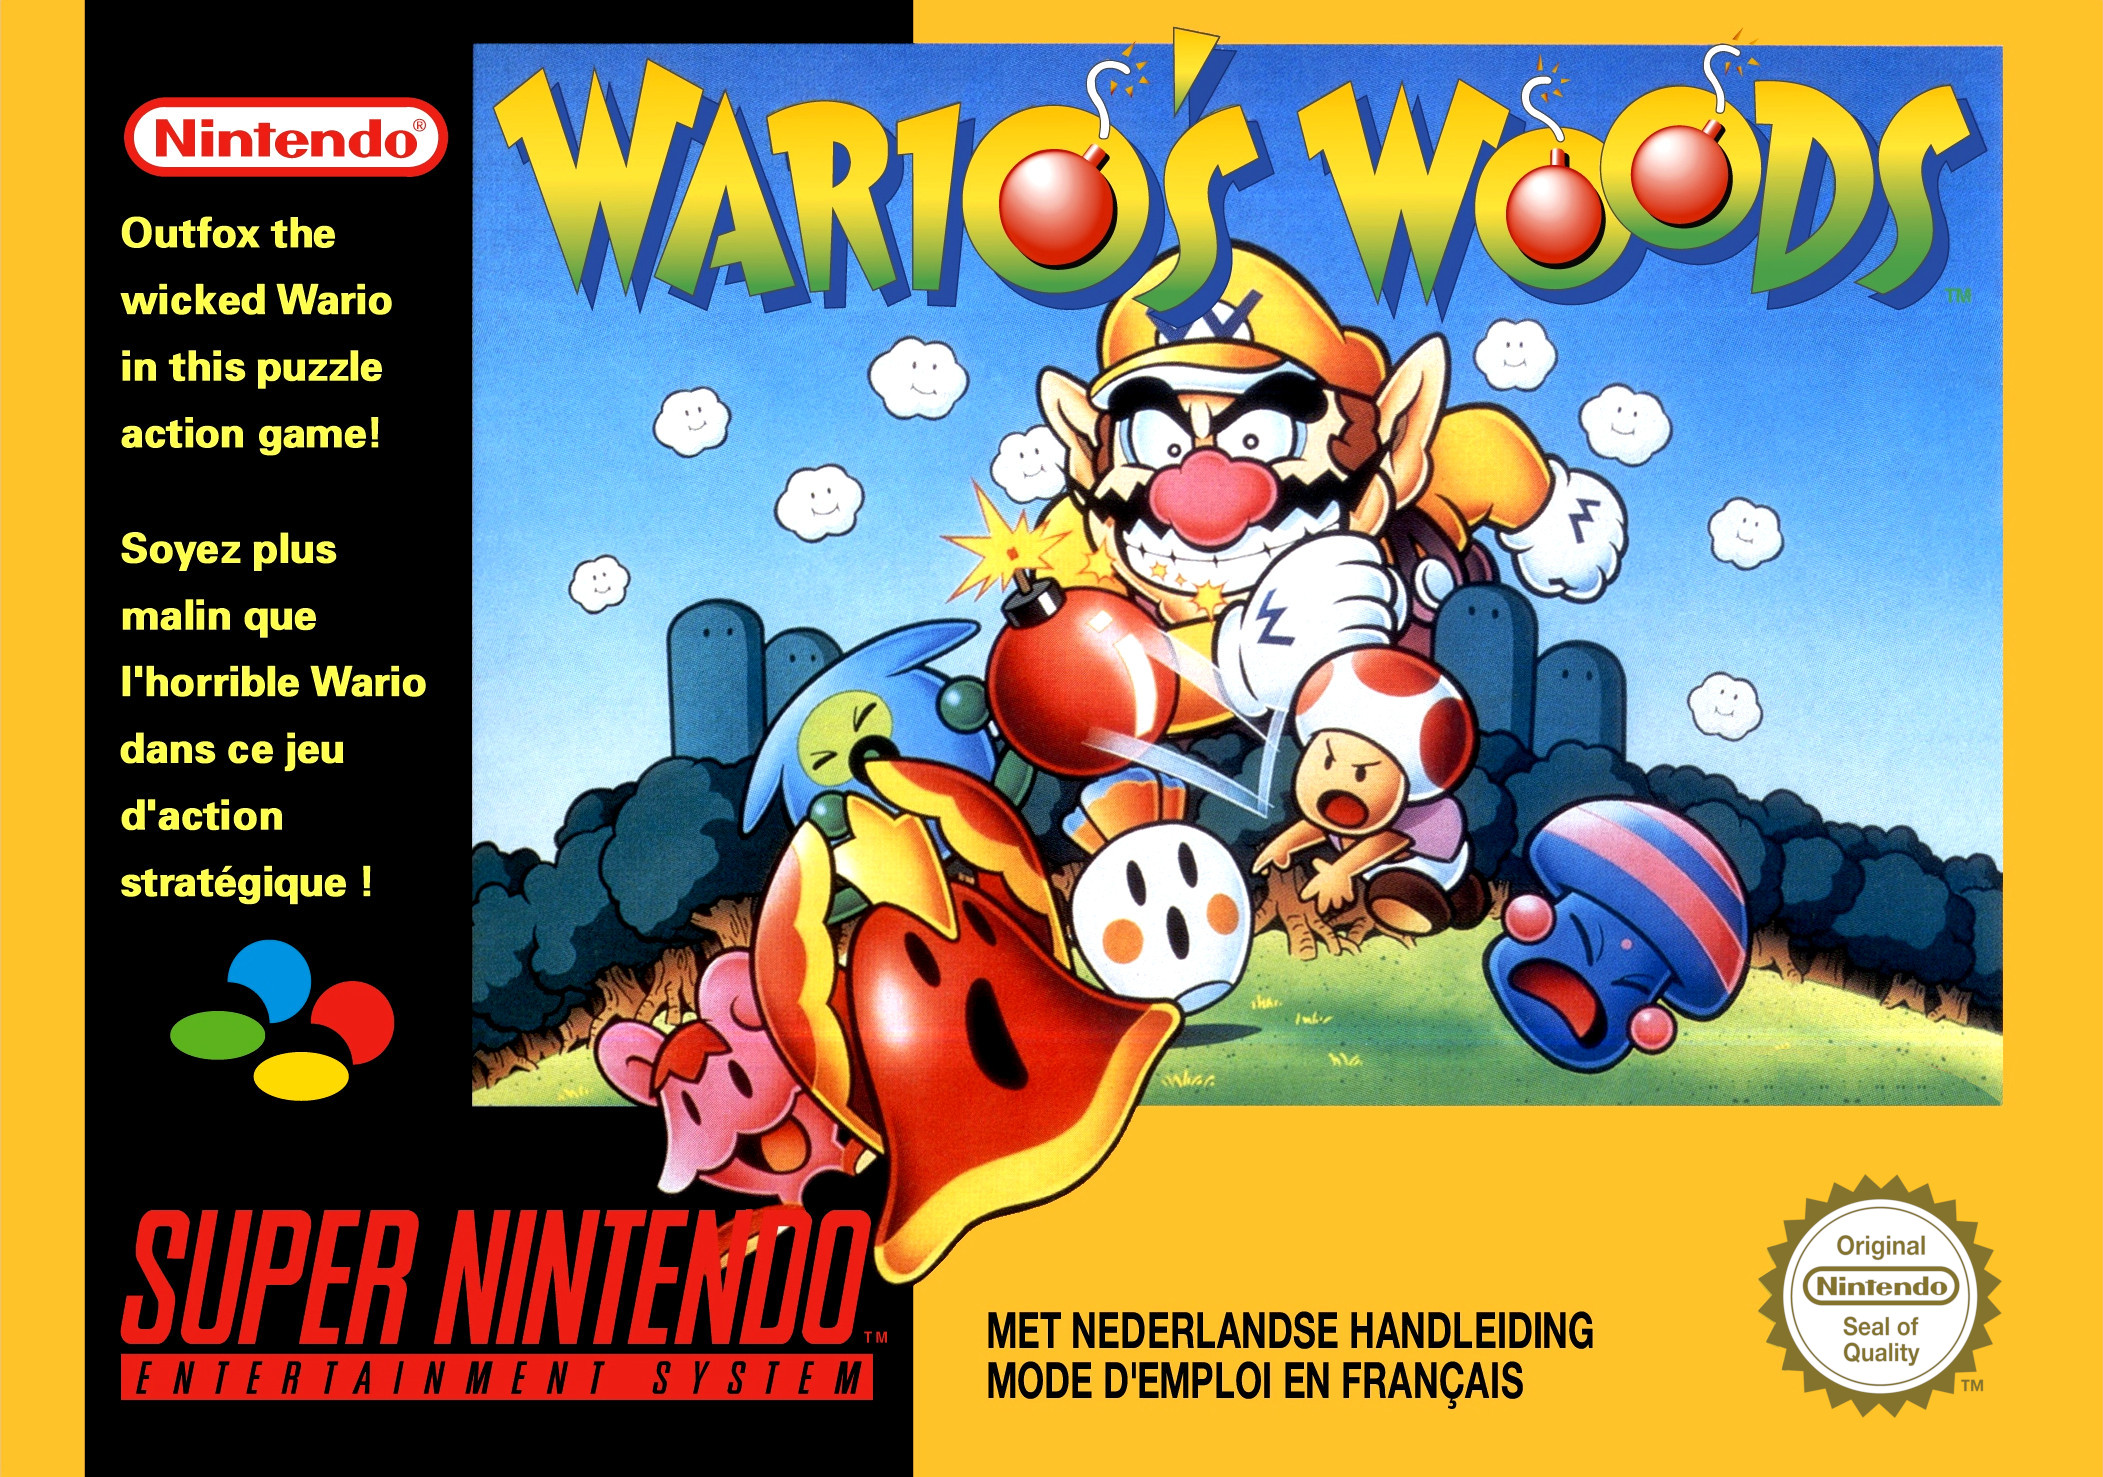 WARIO'S WOODS
TM
Nintendo®
Outfox the
wicked Wario
in this puzzle
action game!
Soyez plus
malin que
l'horrible Wario
dans ce jeu
d'action
stratégique !
SUPER NINTENDO
TM
ENTERTAINMENT SYSTEM
MET NEDERLANDSE HANDLEIDING
MODE D'EMPLOI EN FRANÇAIS
Original
Nintendo
Seal of
Quality
TM